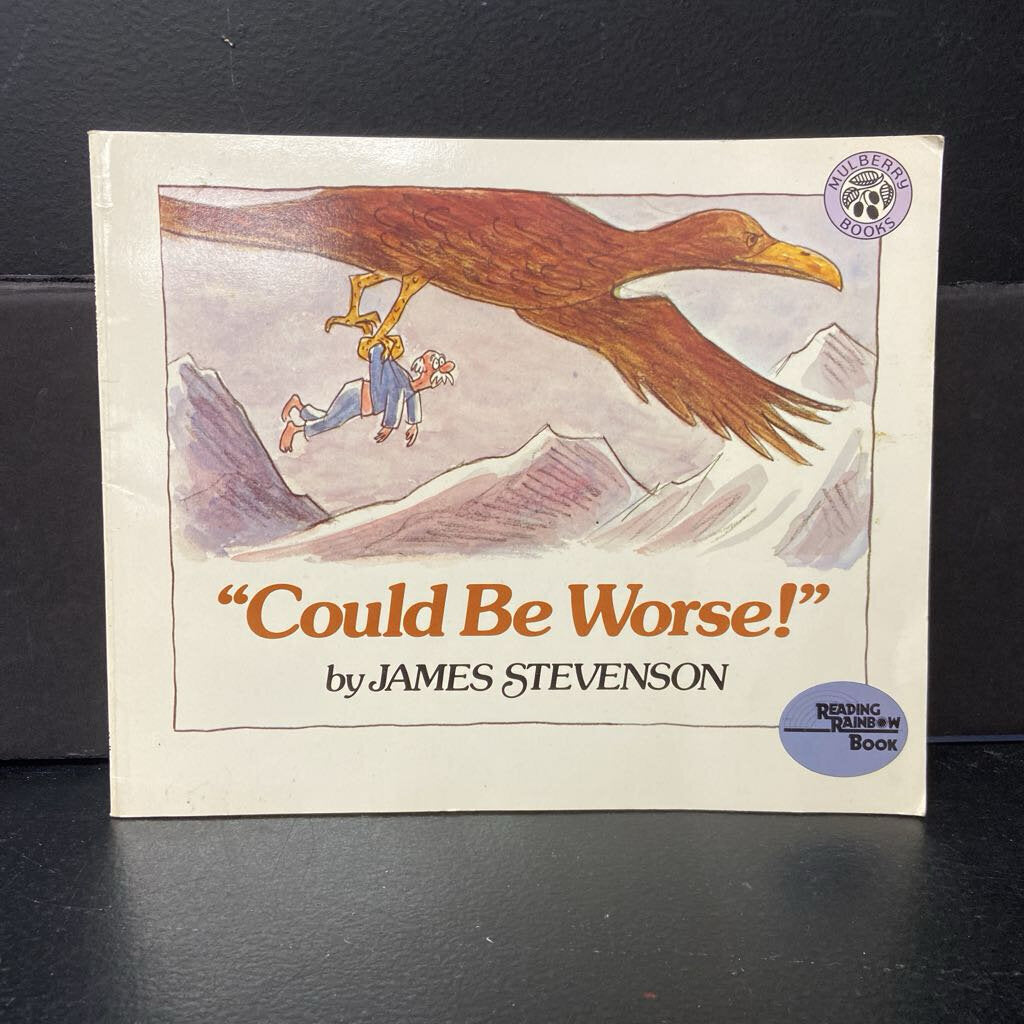 MULBERRY
BOOKS
“Could Be Worse!”
by JAMES STEVENSON
READING
RAINBOW
BOOK